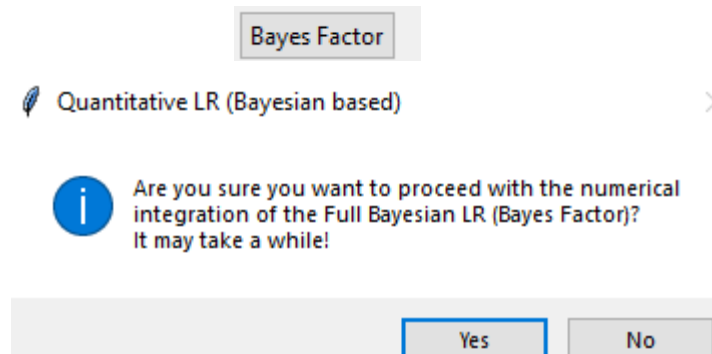 Bayes Factor
Quantitative LR (Bayesian based)
Are you sure you want to proceed with the numerical
integration of the Full Bayesian LR (Bayes Factor)?
It may take a while!
Yes No